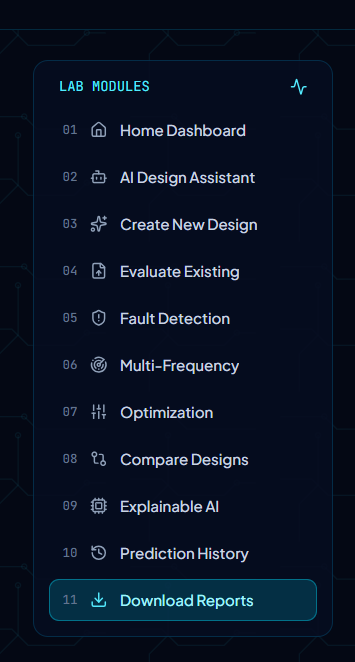 LAB MODULES
01 Home Dashboard
02 AI Design Assistant
03 Create New Design
04 Evaluate Existing
05 Fault Detection
06 Multi-Frequency
07 Optimization
08 Compare Designs
09 Explainable AI
10 Prediction History
11 Download Reports